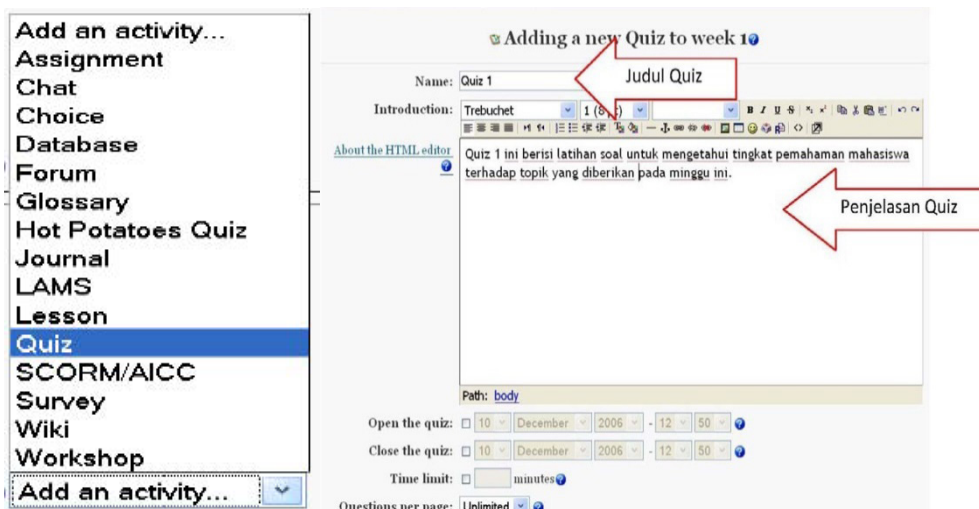 Add an activity...
Assignment
Chat
Choice
Database
Forum
Glossary
Hot Potatoes Quiz
Journal
LAMS
Lesson
Quiz
SCORM/AICC
Survey
Wiki
Workshop
Add an activity...
Adding a new Quiz to week 1
Name: Quiz 1
Judul Quiz
Introduction: Trebuchet 1 (8 pt)
B I U S
About the HTML editor
Quiz 1 ini berisi latihan soal untuk mengetahui tingkat pemahaman mahasiswa
terhadap topik yang diberikan pada minggu ini.
Penjelasan Quiz
Path: body
Open the quiz: 10 December 2006 - 12 50
Close the quiz: 10 December 2006 - 12 50
Time limit: minutes
Questions per page: Unlimited